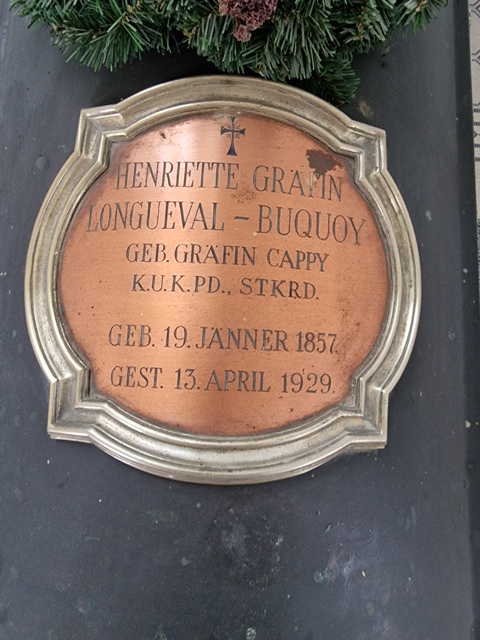 HENRIETTE GRÄFIN
LONGUEVAL – BUQUOY
GEB. GRÄFIN CAPPY
K.U.K.PD., STKRD.
GEB. 19. JÄNNER 1857.
GEST. 13. APRIL 1929.